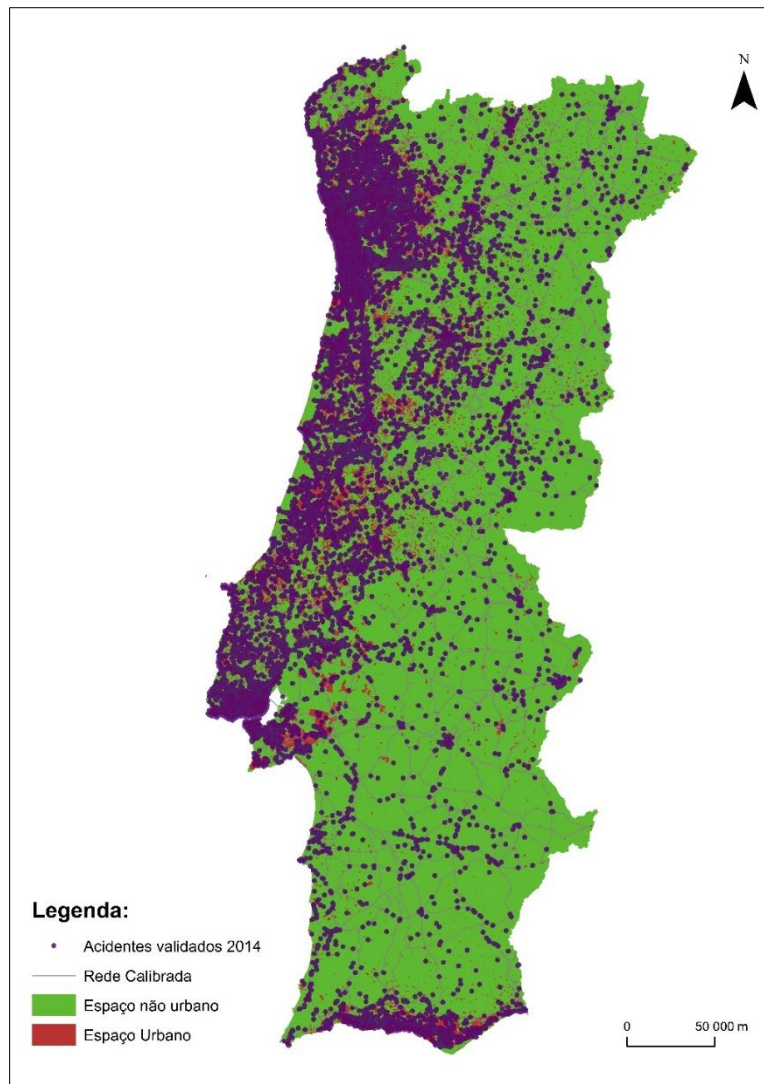 N
Legenda:
Acidentes validados 2014
Rede Calibrada
Espaço não urbano
Espaço Urbano
0 50 000 m